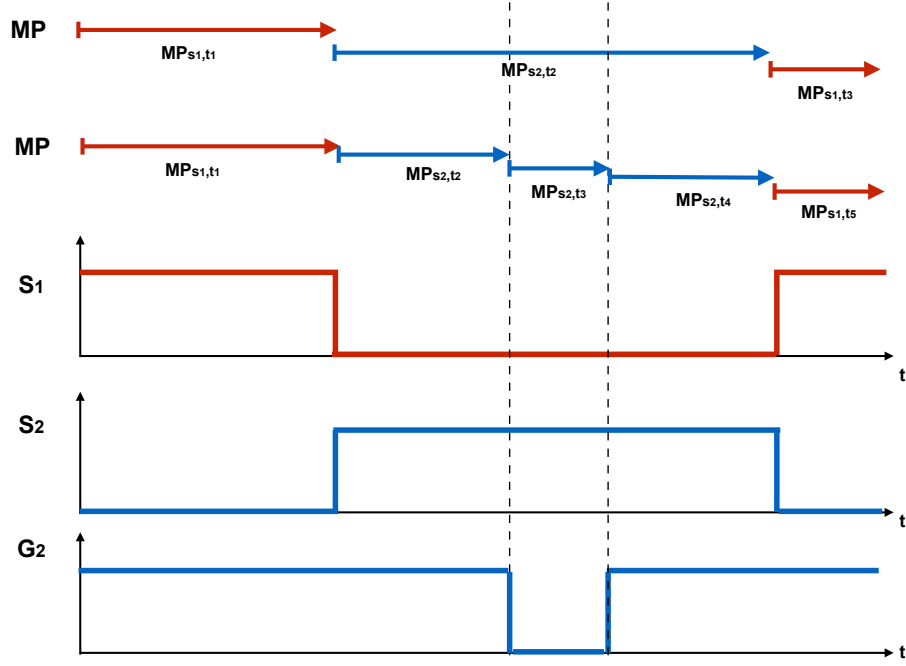 MP
MPS1,t1
MPS2,t2
MPS1,t3
MP
MPS1,t1
MPS2,t2
MPS2,t3
MPS2,t4
MPS1,t5
S1
t
S2
t
G2
t